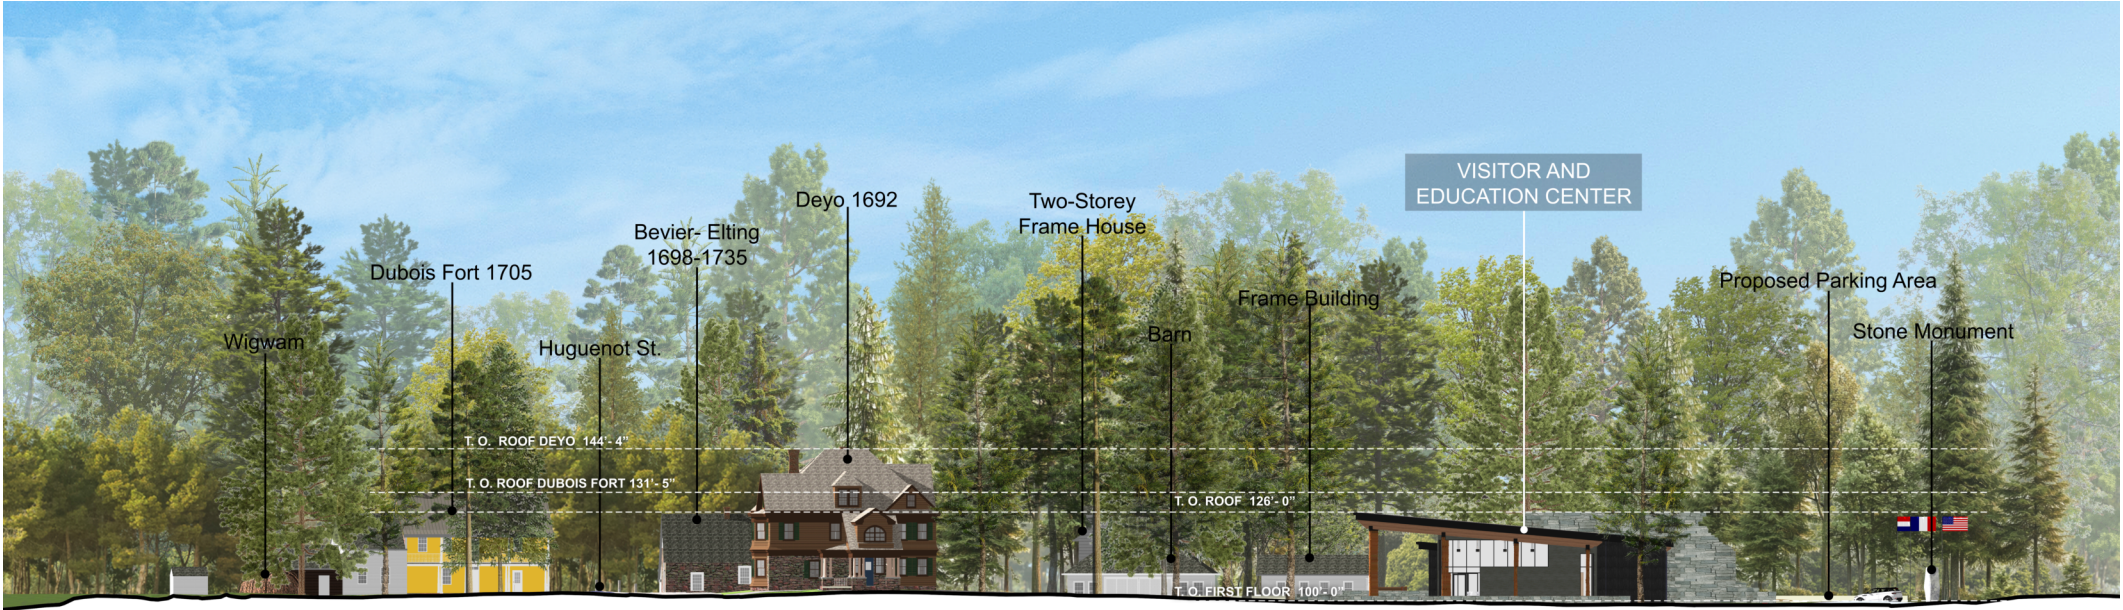 Wigwam
Dubois Fort 1705
Huguenot St.
Bevier- Elting
1698-1735
Deyo 1692
Two-Storey
Frame House
Barn
Frame Building
VISITOR AND
EDUCATION CENTER
Proposed Parking Area
Stone Monument
T. O. ROOF DEYO 144'- 4"
T. O. ROOF DUBOIS FORT 131'- 5"
T. O. ROOF 126'- 0"
T. O. FIRST FLOOR 100'- 0"